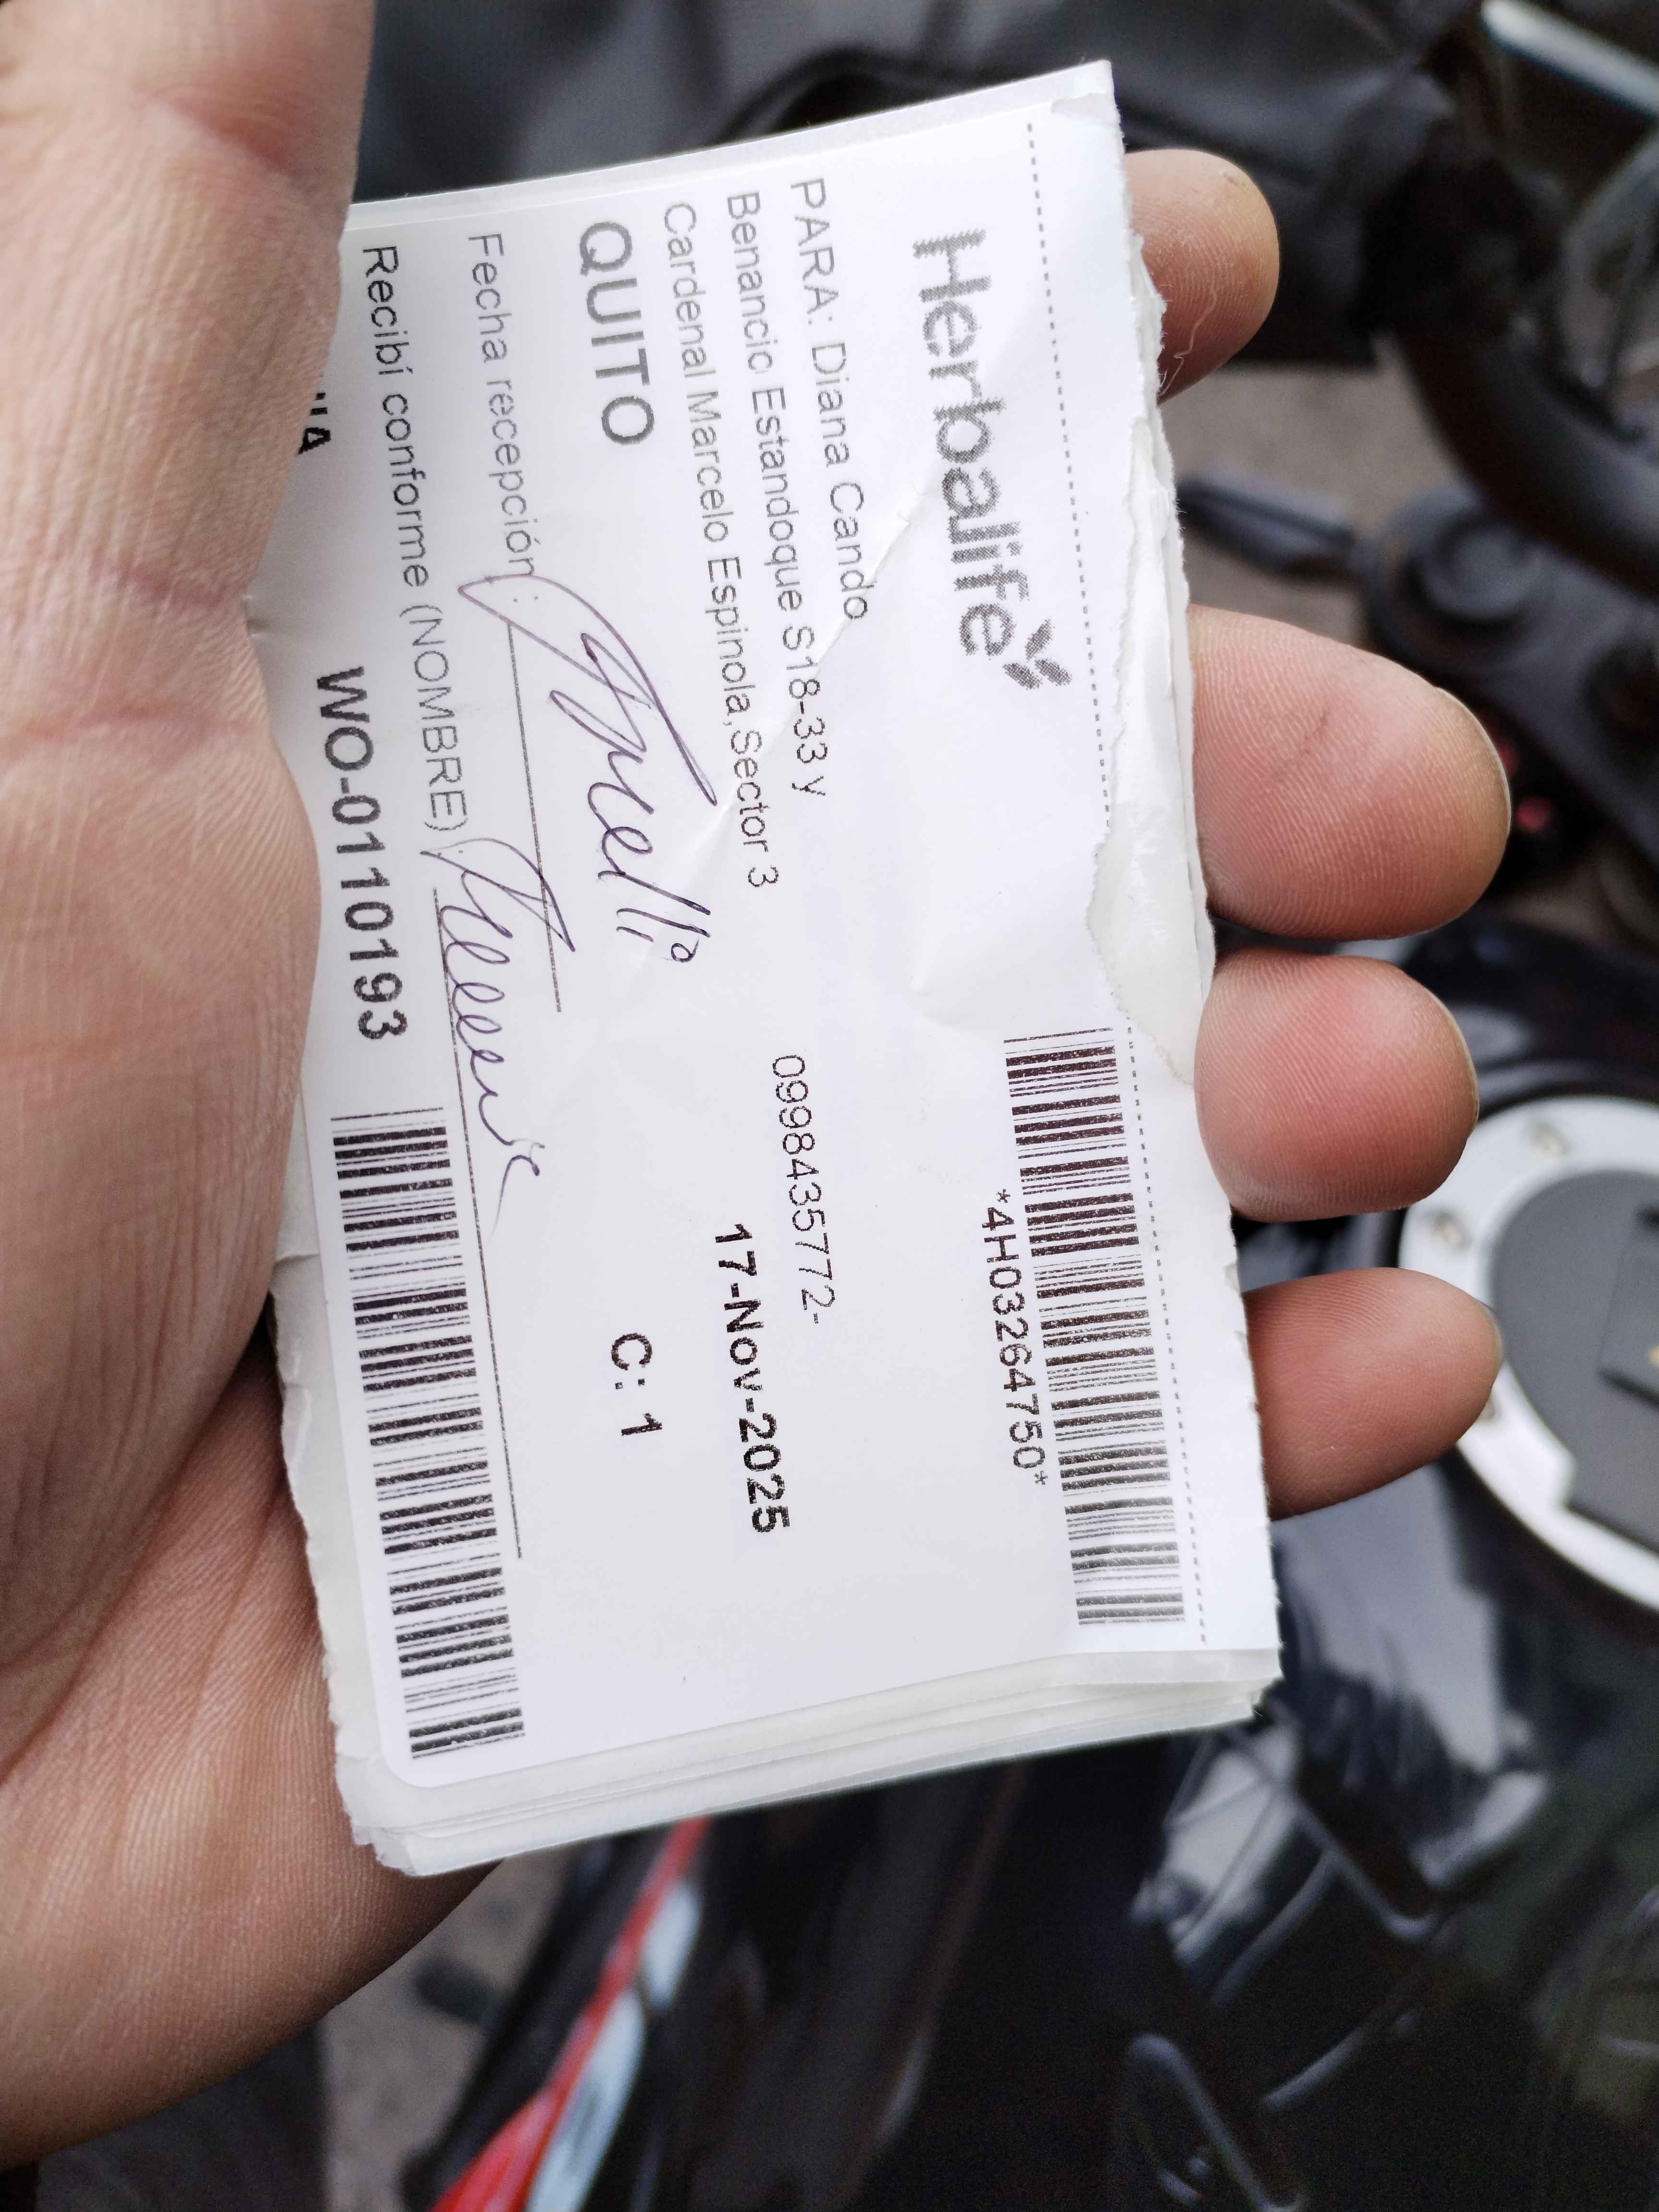 Herbalife
*4H03264750*
PARA: Diana Cando
Benancio Estandoque S18-33 y
0998435772-
Cardenal Marcelo Espinola,Sector 3
17-Nov-2025
QUITO
C: 1
Fecha recepción:
Recibí conforme (NOMBRE)
WO-0110193